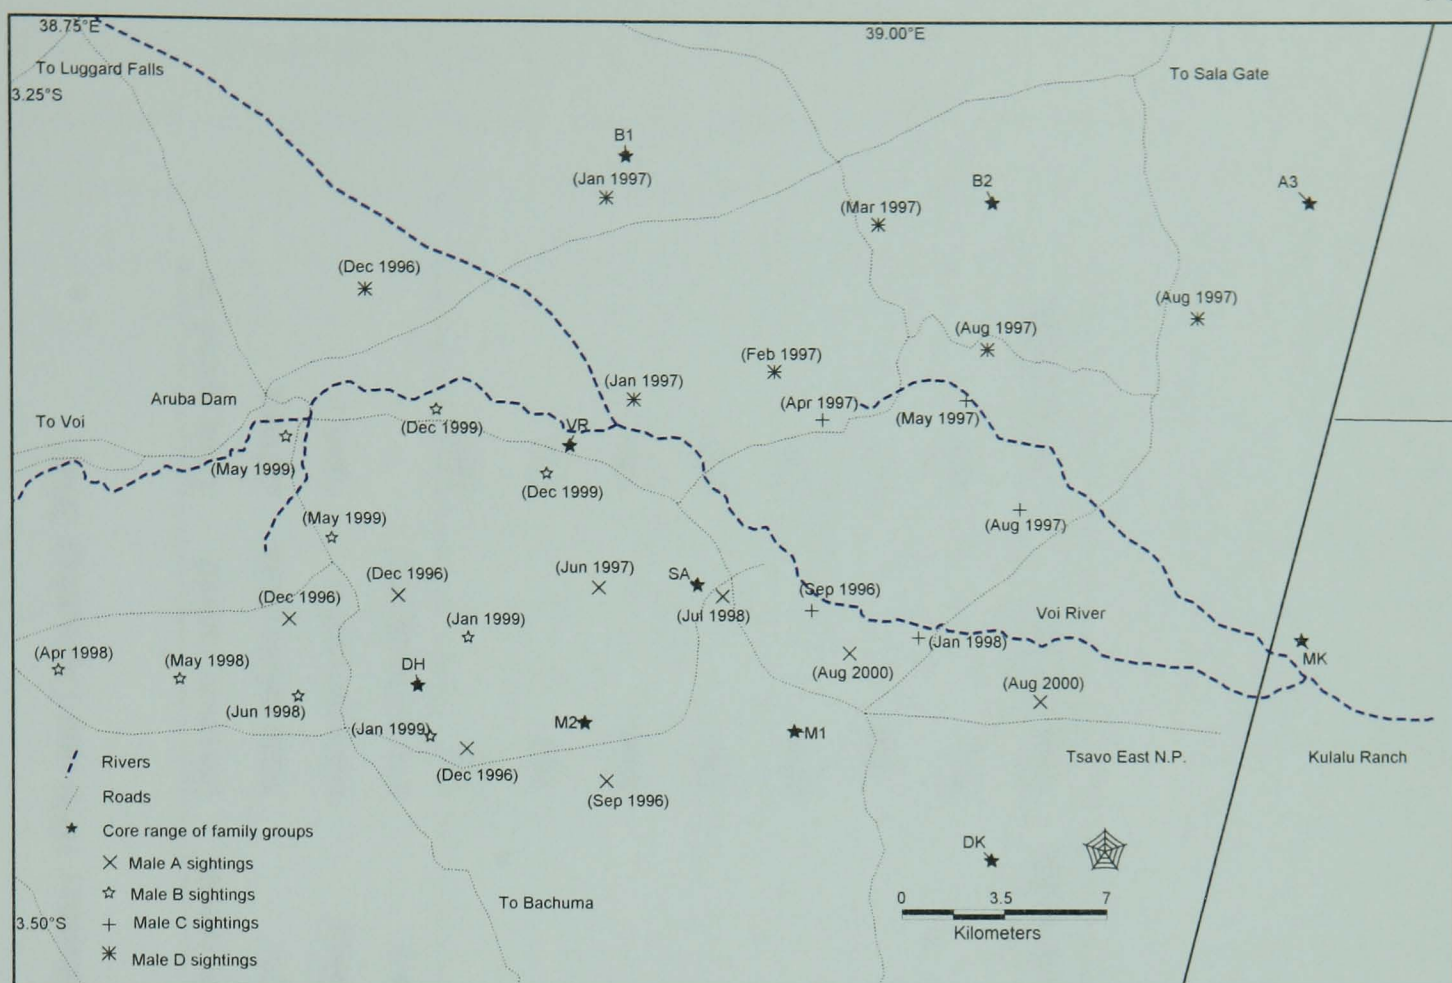 38.75°E
39.00°E
To Luggard Falls
To Sala Gate
3.25°S
B1
(Jan 1997)
B2
A3
(Mar 1997)
(Dec 1996)
(Aug 1997)
(Aug 1997)
(Feb 1997)
(Jan 1997)
Aruba Dam
(Apr 1997)
(May 1997)
To Voi
(Dec 1999)
VR
(May 1999)
(Dec 1999)
(May 1999)
(Aug 1997)
(Dec 1996)
(Jun 1997)
SA
(Dec 1996)
(Sep 1996)
(Jan 1999)
(Jul 1998)
Voi River
(Jan 1998)
(Apr 1998)
(May 1998)
DH
(Aug 2000)
MK
(Aug 2000)
(Jun 1998)
M2
(Jan 1999)
M1
(Dec 1996)
Tsavo East N.P.
Kulalu Ranch
(Sep 1996)
Rivers
Roads
Core range of family groups
Male A sightings
Male B sightings
Male C sightings
Male D sightings
DK
To Bachuma
0 3.5 7
Kilometers
3.50°S